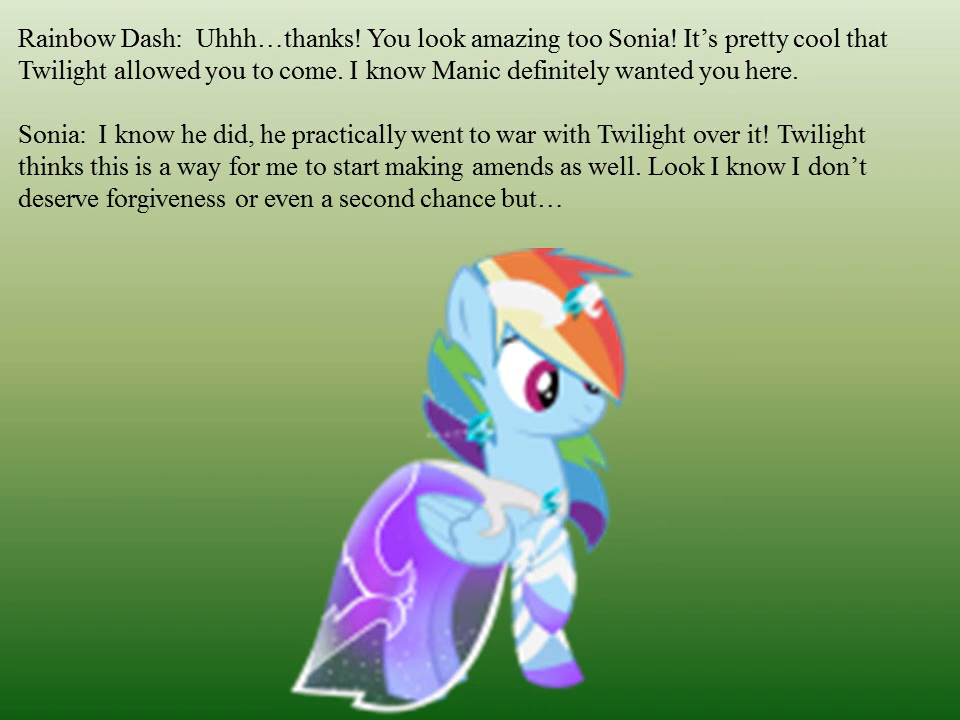 Rainbow Dash:  Uhhh…thanks! You look amazing too Sonia! It’s pretty cool that
Twilight allowed you to come. I know Manic definitely wanted you here.
Sonia:  I know he did, he practically went to war with Twilight over it! Twilight
thinks this is a way for me to start making amends as well. Look I know I don’t
deserve forgiveness or even a second chance but…